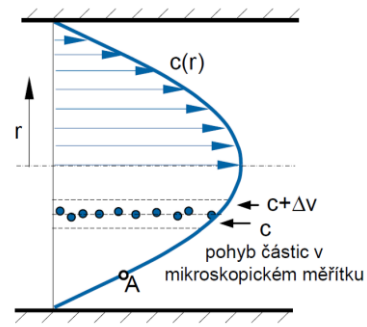 c(r)
r
c+Δv
c
pohyb částic v
mikroskopickém měřítku
A